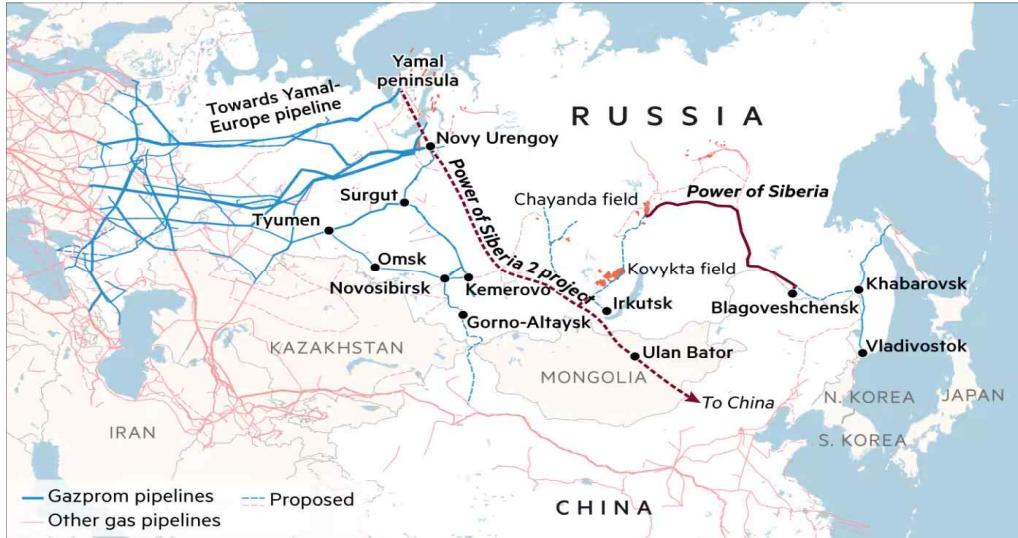 Yamal
peninsula
Towards Yamal-
Europe pipeline
RUSSIA
Novy Urengoy
Power of Siberia 2 project
Power of Siberia
Surgut
Chayanda field
Tyumen
Omsk
Kovykta field
Novosibirsk
Kemerovo
Irkutsk
Khabarovsk
Blagoveshchensk
Gorno-Altaysk
KAZAKHSTAN
Ulan Bator
Vladivostok
MONGOLIA
To China
N. KOREA
JAPAN
IRAN
S. KOREA
Gazprom pipelines
Proposed
Other gas pipelines
CHINA